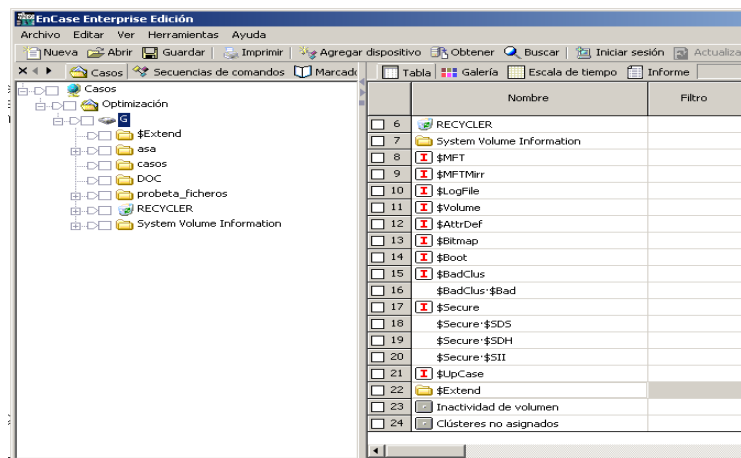 EnCase Enterprise Edición
Archivo Editar Ver Herramientas Ayuda
Nueva Abrir Guardar Imprimir Agregar dispositivo Obtener Buscar Iniciar sesión Actualiza
Casos Secuencias de comandos Marcad
Tabla Galería Escala de tiempo Informe
Casos
Optimización
G
$Extend
asa
casos
DOC
probeta_ficheros
RECYCLER
System Volume Information
Nombre Filtro
6 RECYCLER
7 System Volume Information
8 $MFT
9 $MFTMirr
10 $LogFile
11 $Volume
12 $AttrDef
13 $Bitmap
14 $Boot
15 $BadClus
16 $BadClus·$Bad
17 $Secure
18 $Secure·$SDS
19 $Secure·$SDH
20 $Secure·$SII
21 $UpCase
22 $Extend
23 Inactividad de volumen
24 Clústeres no asignados